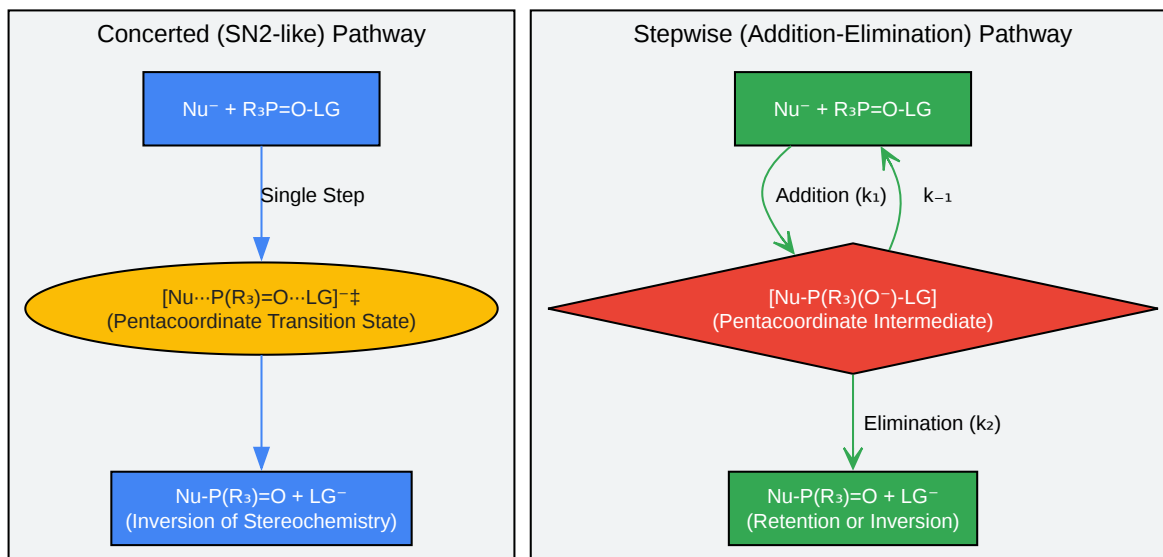 Concerted (SN2-like) Pathway
Nu⁻ + R₃P=O-LG
Single Step
[Nu···P(R₃)=O···LG]⁻‡
(Pentacoordinate Transition State)
Nu-P(R₃)=O + LG⁻
(Inversion of Stereochemistry)
Stepwise (Addition-Elimination) Pathway
Nu⁻ + R₃P=O-LG
Addition (k₁)
k₋₁
[Nu-P(R₃)(O⁻)-LG]
(Pentacoordinate Intermediate)
Elimination (k₂)
Nu-P(R₃)=O + LG⁻
(Retention or Inversion)